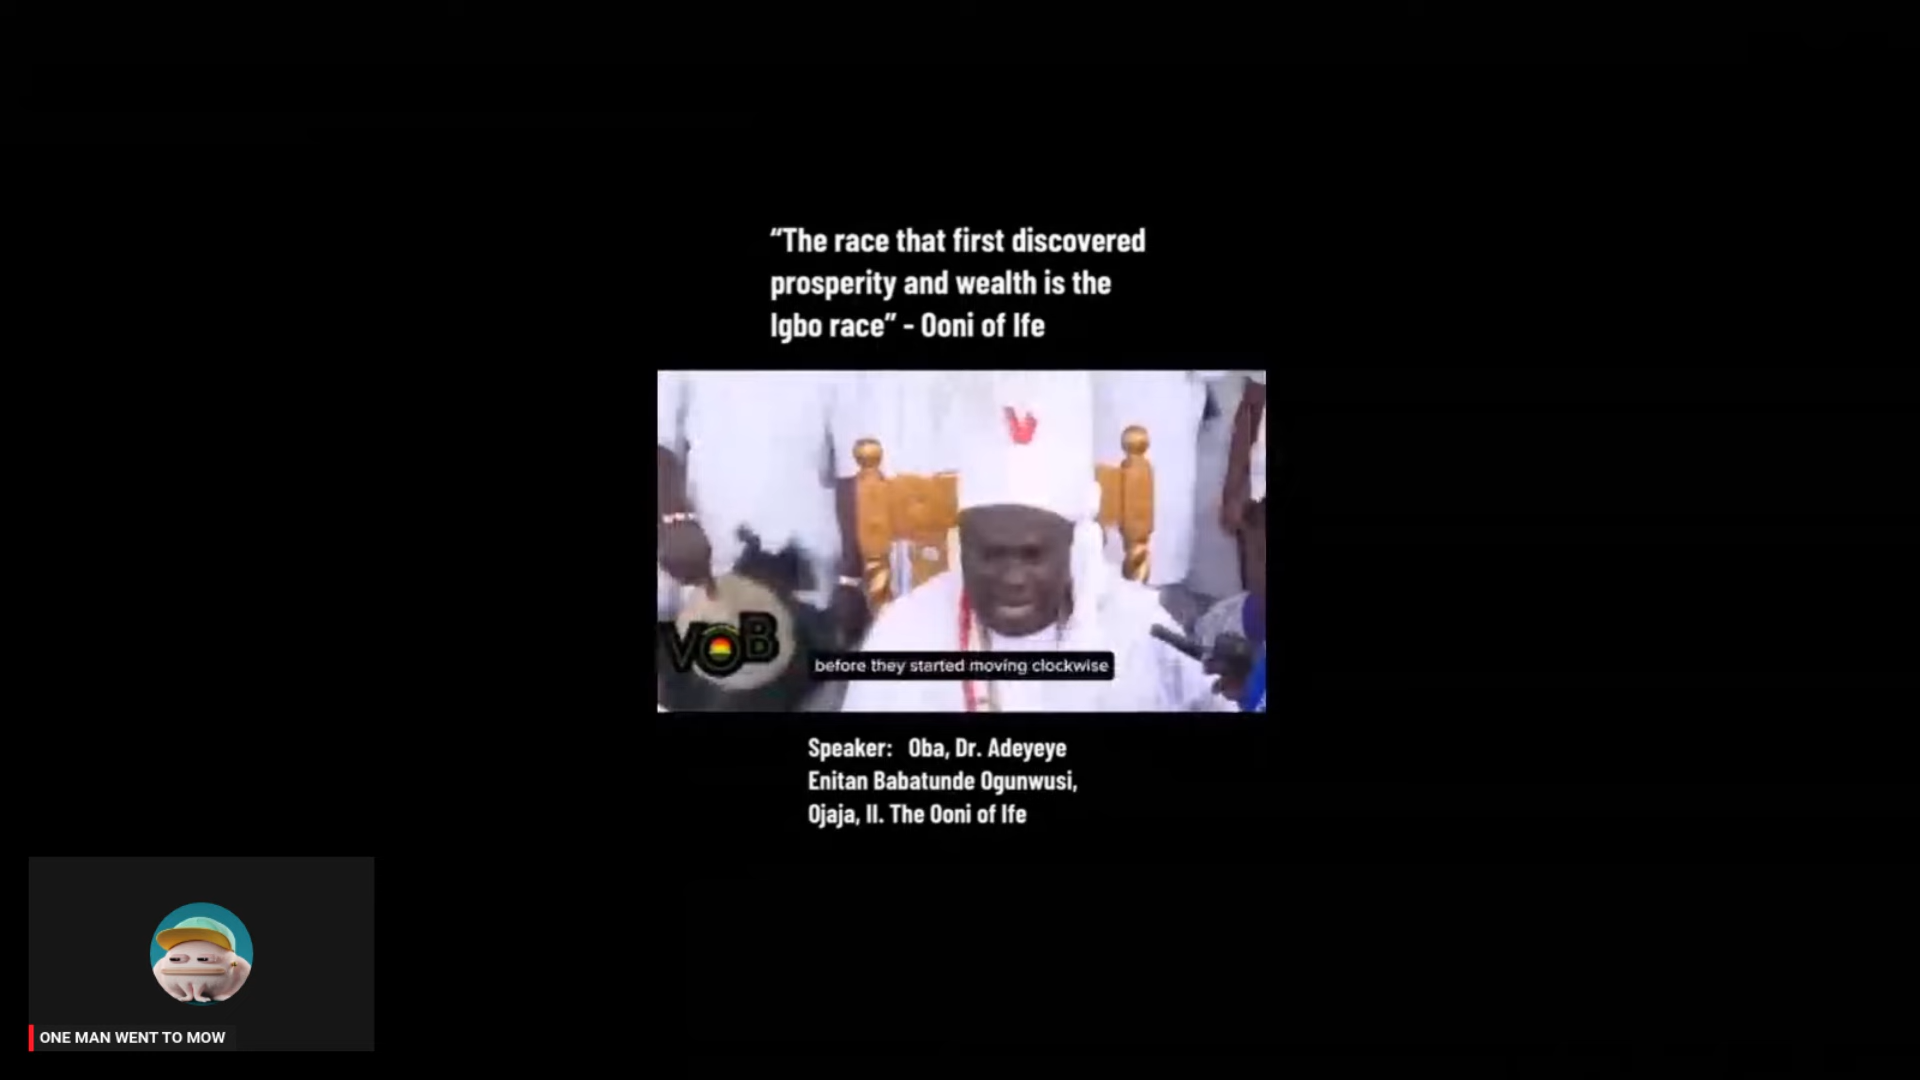 “The race that first discovered
prosperity and wealth is the
Igbo race” - Ooni of Ife
VOB
before they started moving clockwise
Speaker: Oba, Dr. Adeyeye
Enitan Babatunde Ogunwusi,
Ojaja, II. The Ooni of Ife
ONE MAN WENT TO MOW